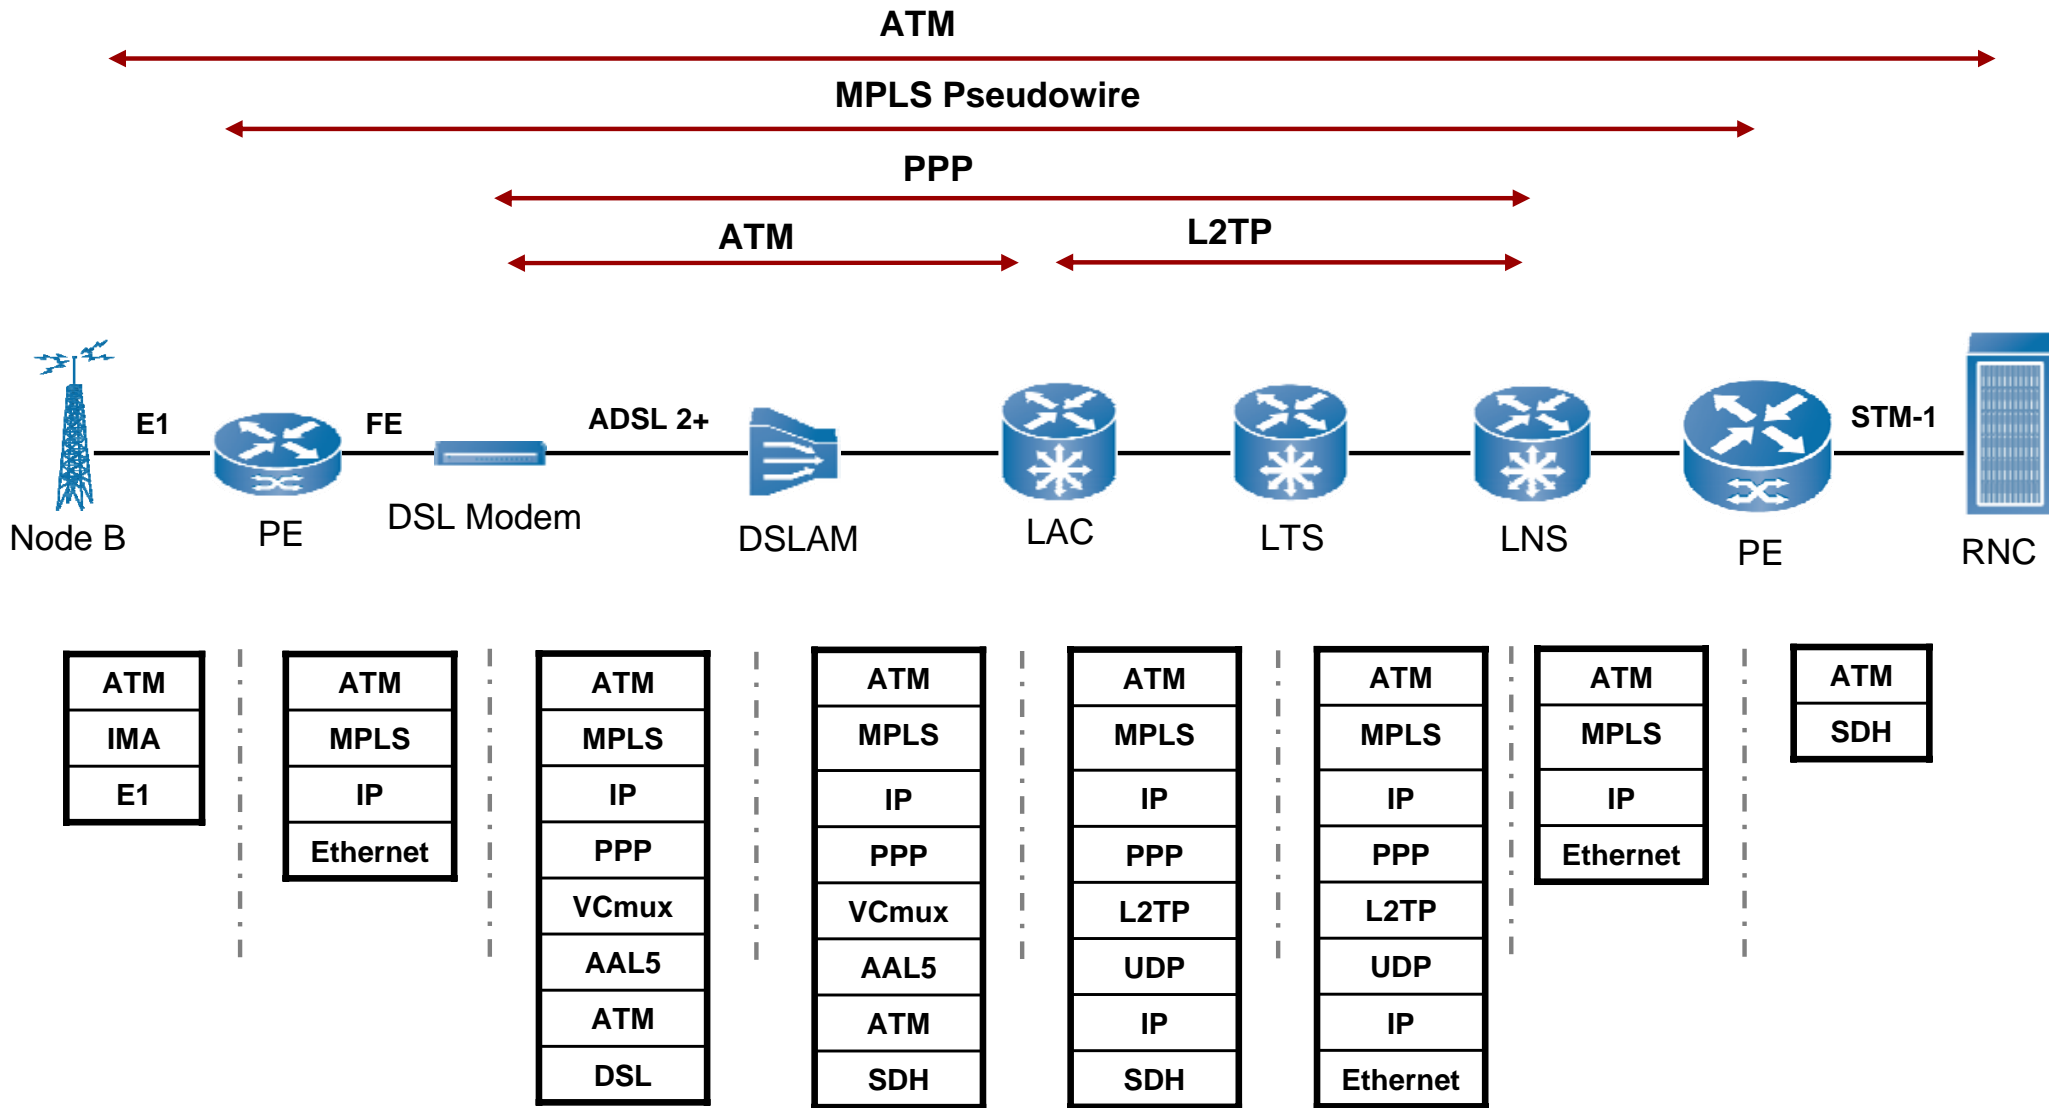 ATM
MPLS Pseudowire
PPP
ATM
L2TP
E1
FE
ADSL 2+
STM-1
Node B
PE
DSL Modem
DSLAM
LAC
LTS
LNS
PE
RNC
ATM
IMA
E1
ATM
MPLS
IP
Ethernet
ATM
MPLS
IP
PPP
VCmux
AAL5
ATM
DSL
ATM
MPLS
IP
PPP
VCmux
AAL5
ATM
SDH
ATM
MPLS
IP
PPP
L2TP
UDP
IP
SDH
ATM
MPLS
IP
PPP
L2TP
UDP
IP
Ethernet
ATM
MPLS
IP
Ethernet
ATM
SDH